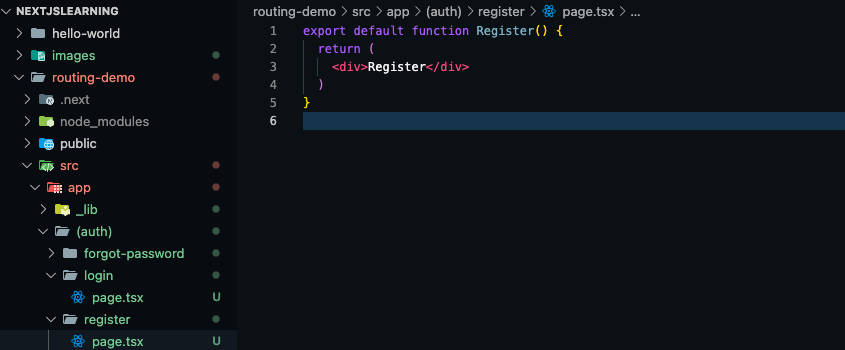 NEXTJSLEARNING
hello-world
images
routing-demo
.next
node_modules
public
src
app
_lib
(auth)
forgot-password
login
page.tsx U
register
page.tsx U
routing-demo > src > app > (auth) > register > page.tsx > ...
1 export default function Register() {
2 return (
3 <div>Register</div>
4 )
5 }
6